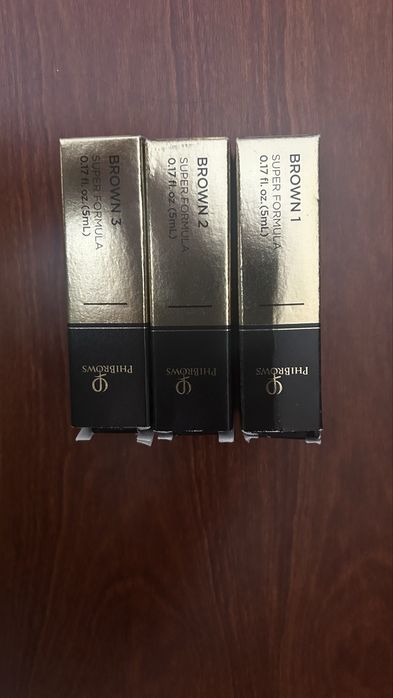 BROWN 3
SUPER FORMULA
0.17 fl. oz. (5mL)
PHIBROWS
BROWN 2
SUPER FORMULA
0.17 fl. oz. (5mL)
PHIBROWS
BROWN 1
SUPER FORMULA
0.17 fl. oz. (5mL)
PHIBROWS